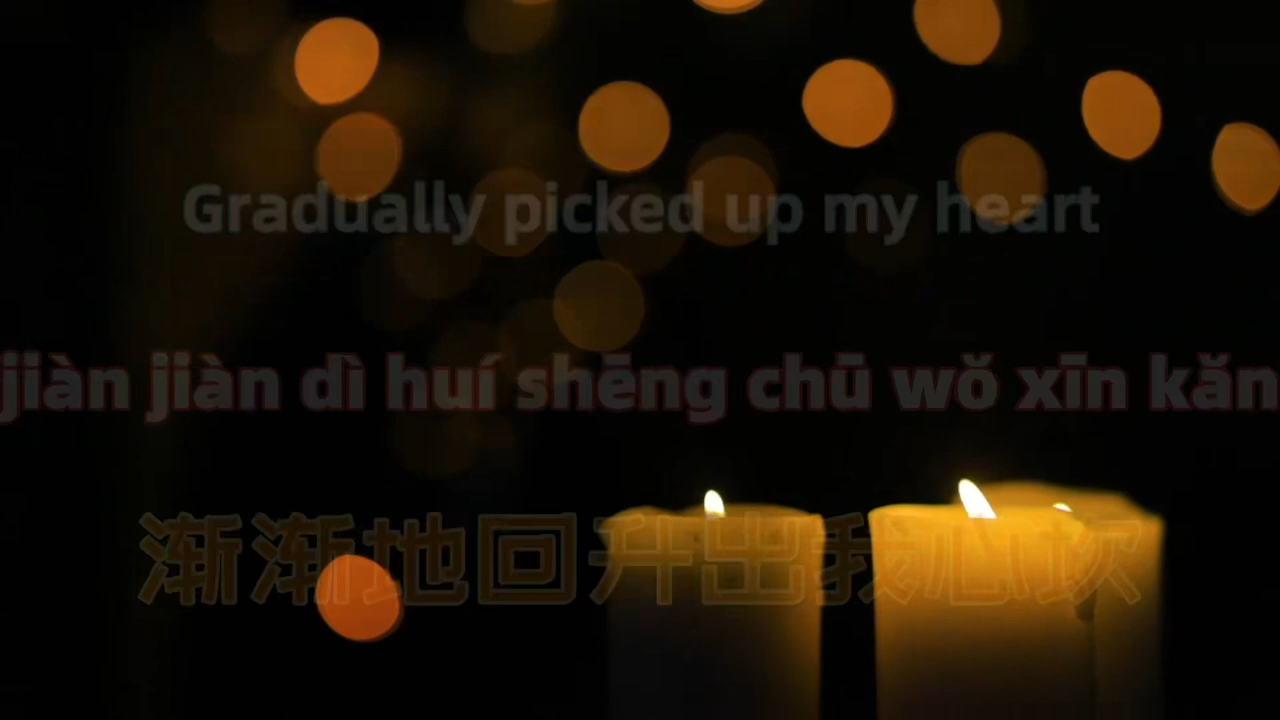 Gradually picked up my heart
jiàn jiàn dì huí shēng chū wǒ xīn kǎn
渐渐地回升出我心坎